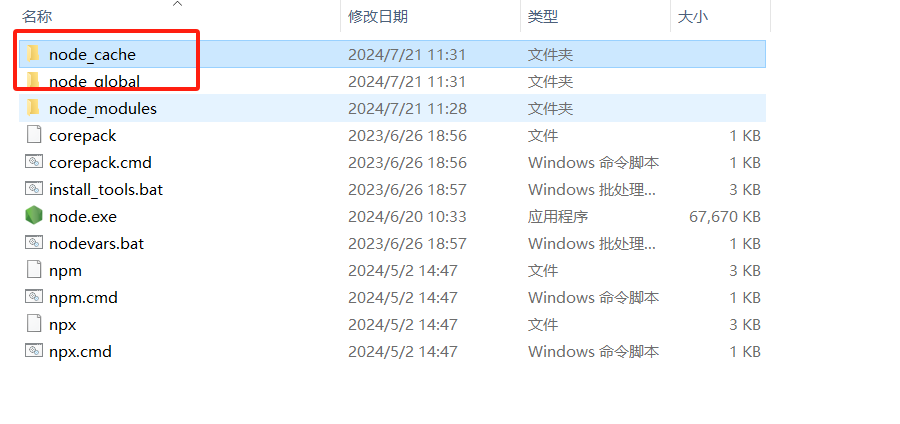 名称 修改日期 类型 大小
node_cache 2024/7/21 11:31 文件夹
node_global 2024/7/21 11:31 文件夹
node_modules 2024/7/21 11:28 文件夹
corepack 2023/6/26 18:56 文件 1 KB
corepack.cmd 2023/6/26 18:56 Windows 命令脚本 1 KB
install_tools.bat 2023/6/26 18:57 Windows 批处理... 3 KB
node.exe 2024/6/20 10:33 应用程序 67,670 KB
nodevars.bat 2023/6/26 18:57 Windows 批处理... 1 KB
npm 2024/5/2 14:47 文件 3 KB
npm.cmd 2024/5/2 14:47 Windows 命令脚本 1 KB
npx 2024/5/2 14:47 文件 3 KB
npx.cmd 2024/5/2 14:47 Windows 命令脚本 1 KB